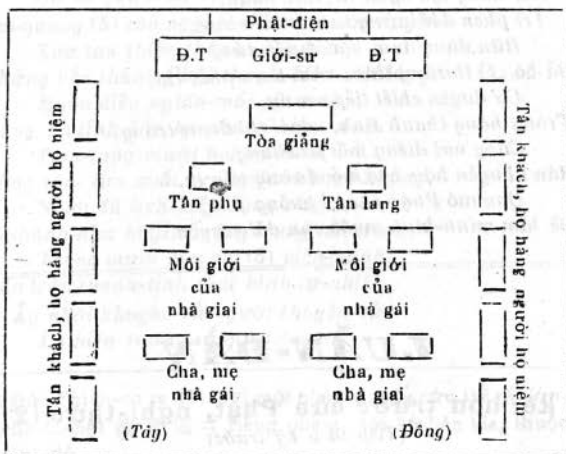 Phật-điện
Đ.T Giới-sư Đ.T
Tòa giảng
Tân phụ Tân lang
Môi giới Môi giới
của của
nhà giai nhà gái
Cha, mẹ Cha, mẹ
nhà gái nhà giai
(Tây) (Đông)
Tân khách, họ hàng người hộ niệm
Tân khách, họ hàng người hộ niệm